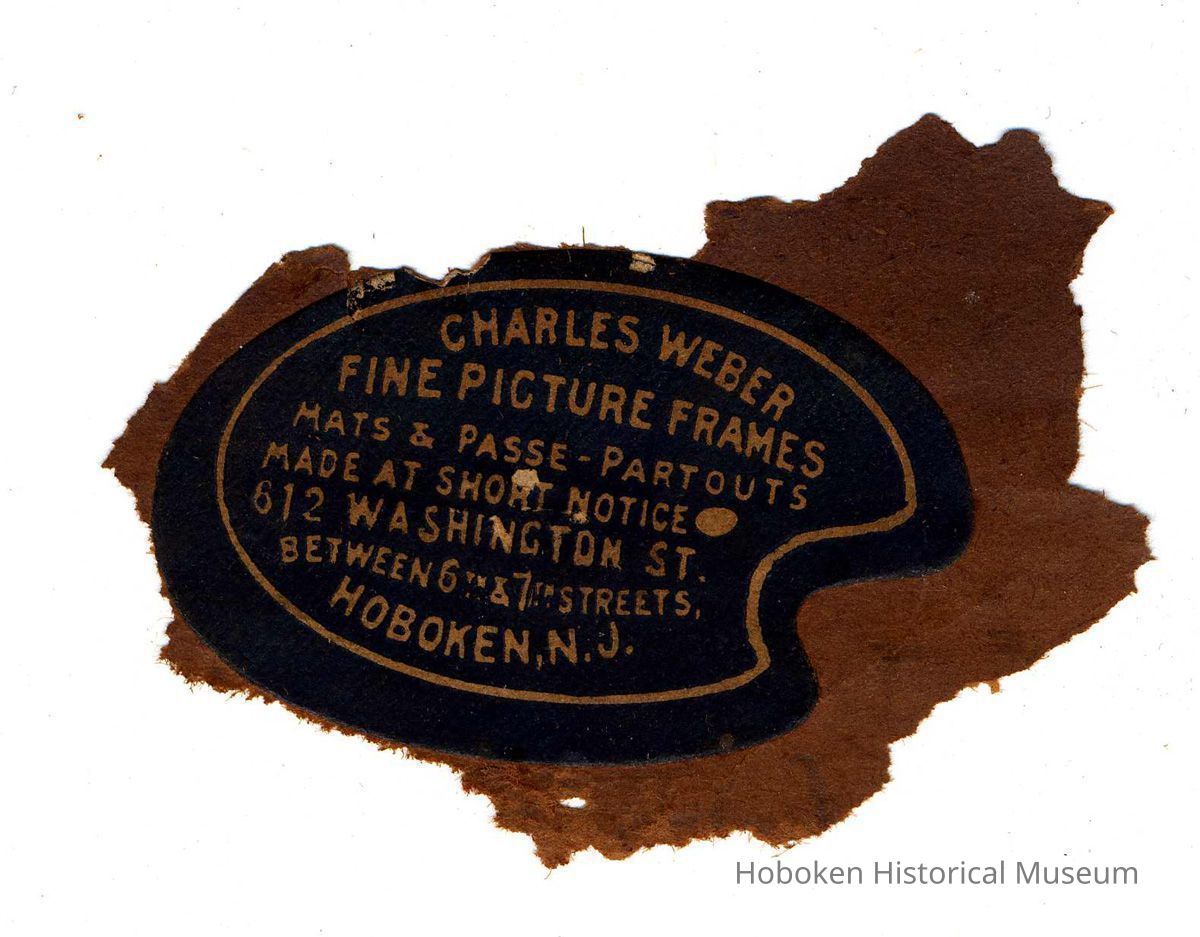 CHARLES WEBER
FINE PICTURE FRAMES
MATS & PASSE-PARTOUTS
MADE AT SHORT NOTICE
612 WASHINGTON ST.
BETWEEN 6TH & 7TH STREETS,
HOBOKEN, N.J.
Hoboken Historical Museum